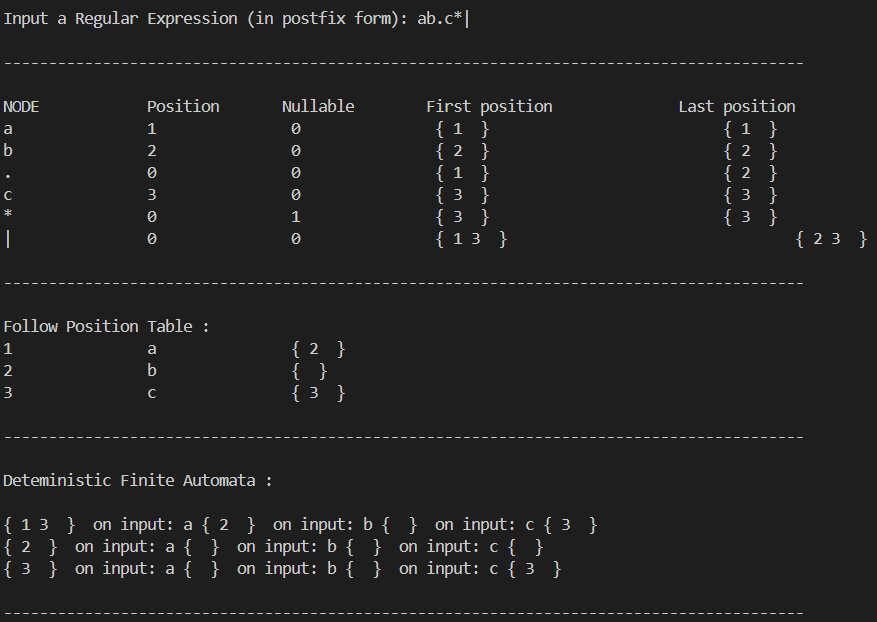 Input a Regular Expression (in postfix form): ab.c*|
-----------------------------------------------------------------------------------------
NODE Position Nullable First position Last position
a 1 0 { 1 } { 1 }
b 2 0 { 2 } { 2 }
. 0 0 { 1 } { 2 }
c 3 0 { 3 } { 3 }
* 0 1 { 3 } { 3 }
| 0 0 { 1 3 } { 2 3 }
-----------------------------------------------------------------------------------------
Follow Position Table :
1 a { 2 }
2 b { }
3 c { 3 }
-----------------------------------------------------------------------------------------
Deteministic Finite Automata :
{ 1 3 } on input: a { 2 } on input: b { } on input: c { 3 }
{ 2 } on input: a { } on input: b { } on input: c { }
{ 3 } on input: a { } on input: b { } on input: c { 3 }
-----------------------------------------------------------------------------------------